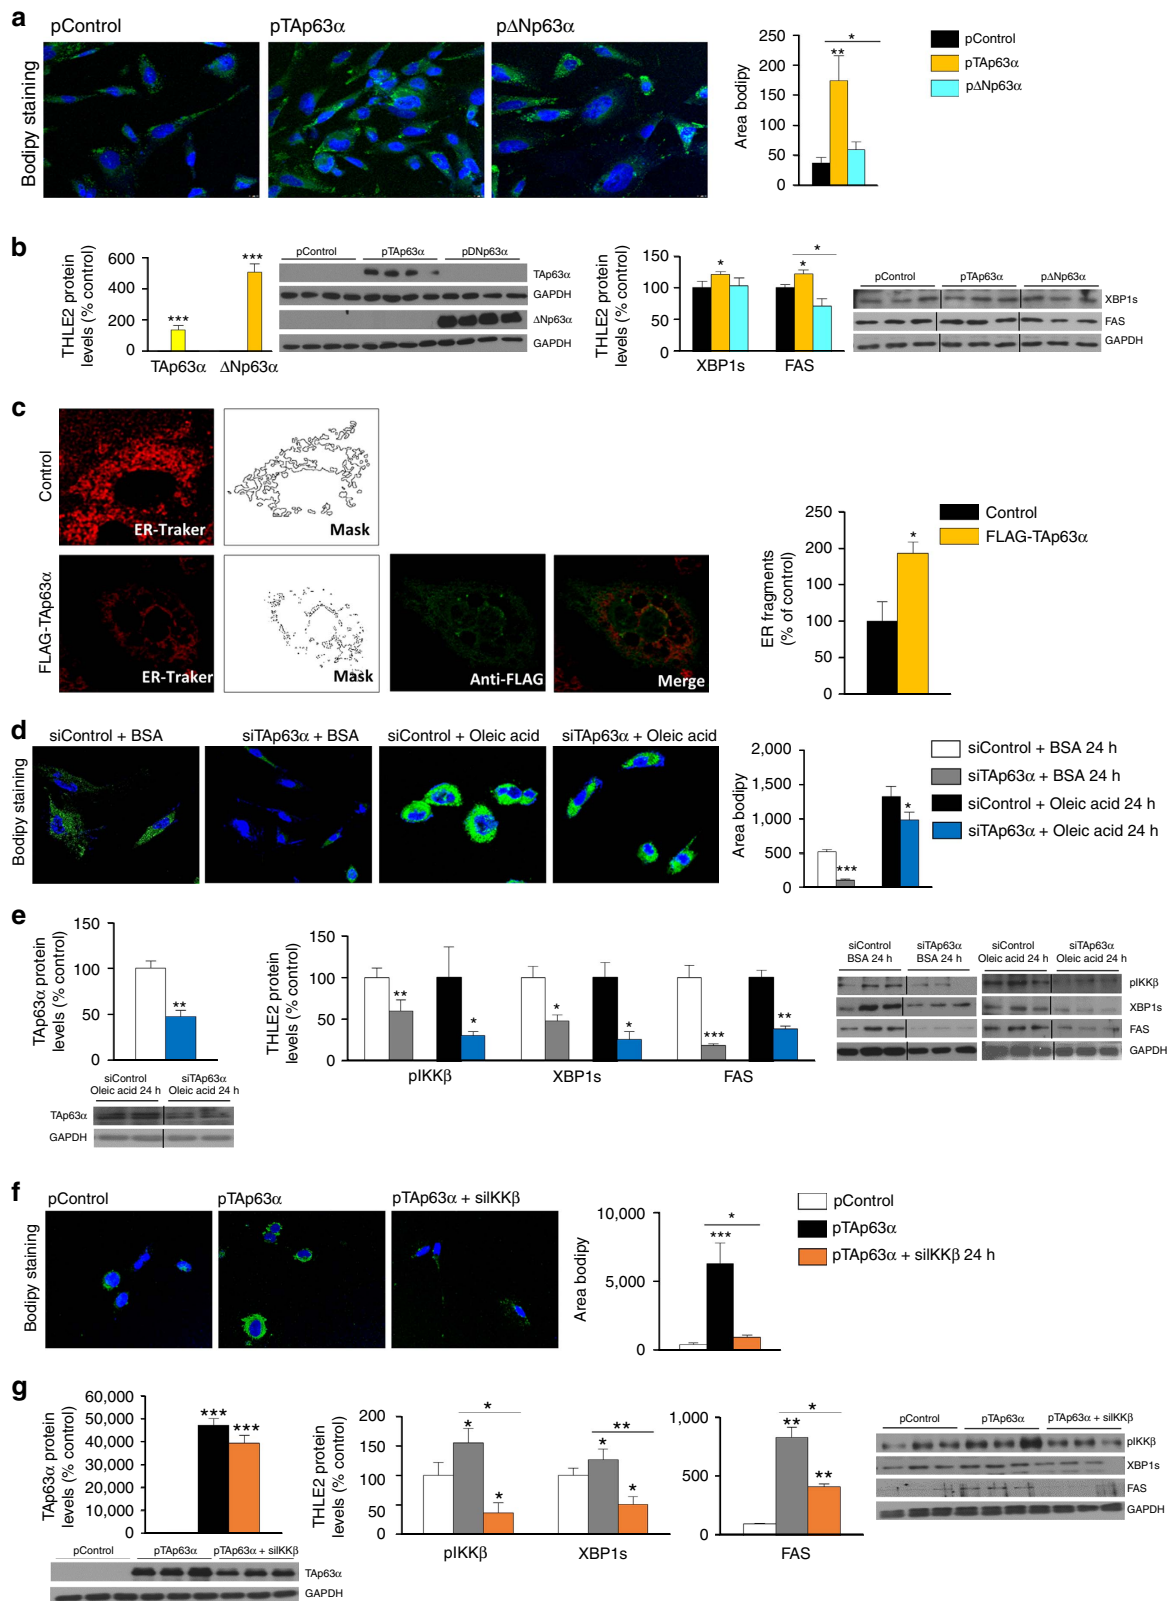 a
pControl
pTAp63α
pΔNp63α
Bodipy staining
Area bodipy
250
200
150
100
50
0
**
*
pControl
pTAp63α
pΔNp63α
b
THLE2 protein
levels (% control)
600
400
200
0
***
***
TAp63α
ΔNp63α
pControl
pTAp63α
pDNp63α
TAp63α
GAPDH
ΔNp63α
GAPDH
THLE2 protein
levels (% control)
150
100
50
0
*
*
*
XBP1s
FAS
pControl
pTAp63α
pΔNp63α
XBP1s
FAS
GAPDH
c
Control
ER-Traker
Mask
FLAG-TAp63α
ER-Traker
Mask
Anti-FLAG
Merge
ER fragments
(% of control)
200
200
100
100
50
0
*
Control
FLAG-TAp63α
d
siControl + BSA
siTAp63α + BSA
siControl + Oleic acid
siTAp63α + Oleic acid
Bodipy staining
Area bodipy
2,000
1,500
1,000
500
0
***
*
siControl + BSA 24 h
siTAp63α + BSA 24 h
siControl + Oleic acid 24 h
siTAp63α + Oleic acid 24 h
e
TAp63α protein
levels (% control)
150
100
50
0
**
siControl
Oleic acid 24 h
siTAp63α
Oleic acid 24 h
TAp63α
GAPDH
THLE2 protein
levels (% control)
150
100
50
0
**
*
*
*
***
**
pIKKβ
XBP1s
FAS
siControl
BSA 24 h
siTAp63α
BSA 24 h
siControl
Oleic acid 24 h
siTAp63α
Oleic acid 24 h
pIKKβ
XBP1s
FAS
GAPDH
f
pControl
pTAp63α
pTAp63α + siIKKβ
Bodipy staining
Area bodipy
10,000
5,000
0
***
*
pControl
pTAp63α
pTAp63α + siIKKβ 24 h
g
TAp63α protein
levels (% control)
60,000
50,000
40,000
30,000
20,000
10,000
0
***
***
pControl
pTAp63α
pTAp63α + siIKKβ
TAp63α
GAPDH
THLE2 protein
levels (% control)
200
150
100
50
0
*
*
*
*
**
*
pIKKβ
XBP1s
1,000
500
0
**
*
**
FAS
pControl
pTAp63α
pTAp63α + siIKKβ
pIKKβ
XBP1s
FAS
GAPDH